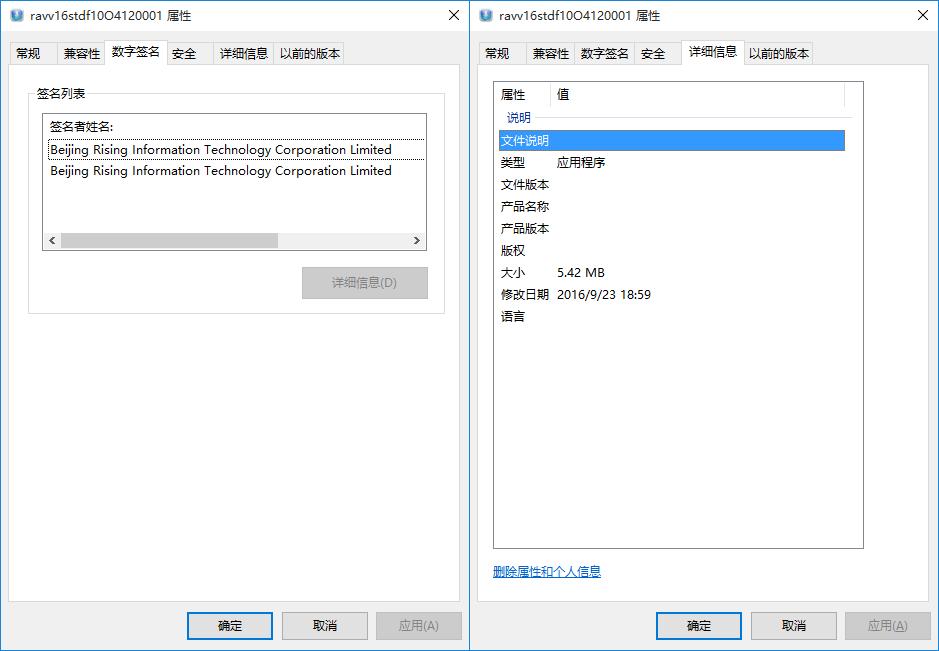 ravv16stdf10O4120001 属性
常规 兼容性 数字签名 安全 详细信息 以前的版本
签名列表
签名者姓名:
Beijing Rising Information Technology Corporation Limited
Beijing Rising Information Technology Corporation Limited
详细信息(D)
确定 取消 应用(A)
ravv16stdf10O4120001 属性
常规 兼容性 数字签名 安全 详细信息 以前的版本
属性 值
说明
文件说明
类型 应用程序
文件版本
产品名称
产品版本
版权
大小 5.42 MB
修改日期 2016/9/23 18:59
语言
删除属性和个人信息
确定 取消 应用(A)